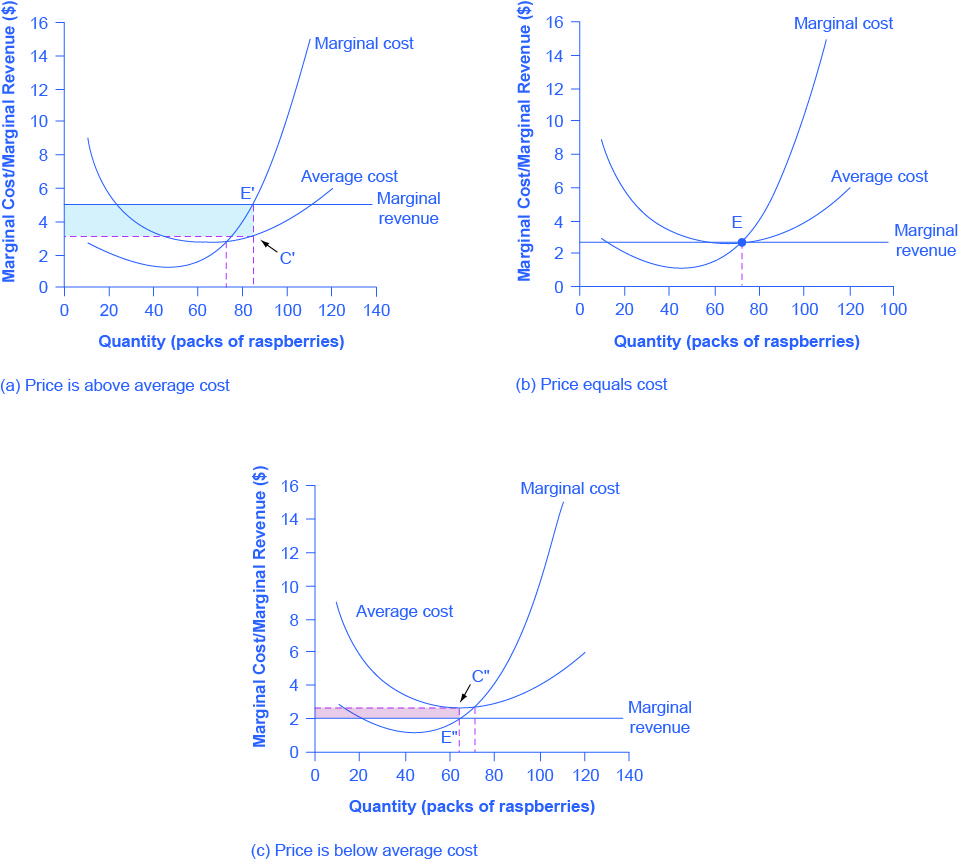 Marginal Cost/Marginal Revenue ($)
16
14
12
10
8
6
4
2
0
Marginal cost
Average cost
Marginal
revenue
E'
C'
0 20 40 60 80 100 120 140
Quantity (packs of raspberries)
(a) Price is above average cost
Marginal Cost/Marginal Revenue ($)
16
14
12
10
8
6
4
2
0
Marginal cost
Average cost
E
Marginal
revenue
0 20 40 60 80 100 120 100
Quantity (packs of raspberries)
(b) Price equals cost
Marginal Cost/Marginal Revenue ($)
16
14
12
10
8
6
4
2
0
Marginal cost
Average cost
C"
Marginal
revenue
E"
0 20 40 60 80 100 120 140
Quantity (packs of raspberries)
(c) Price is below average cost